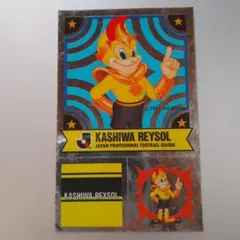 J
KASHIWA REYSOL
JAPAN PROFESSIONAL FOOTBALL LEAGUE
KASHIWA REYSOL